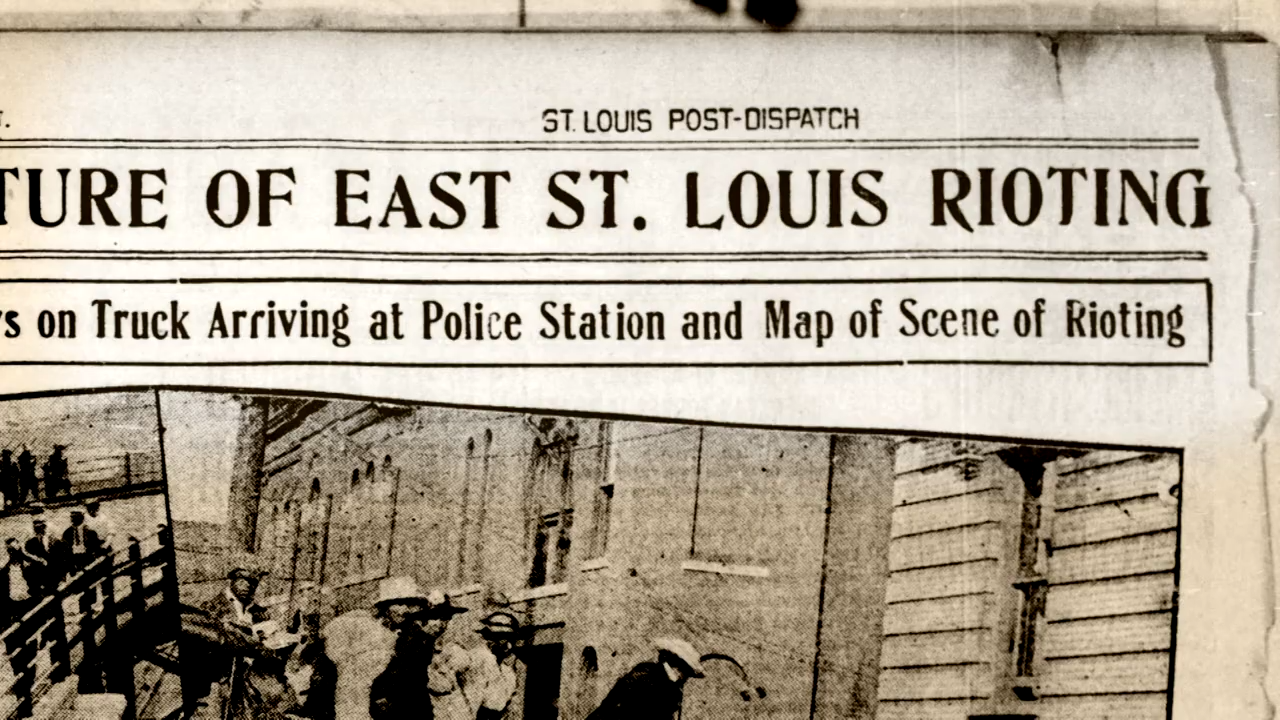 ST. LOUIS POST-DISPATCH
TURE OF EAST ST. LOUIS RIOTING
on Truck Arriving at Police Station and Map of Scene of Rioting